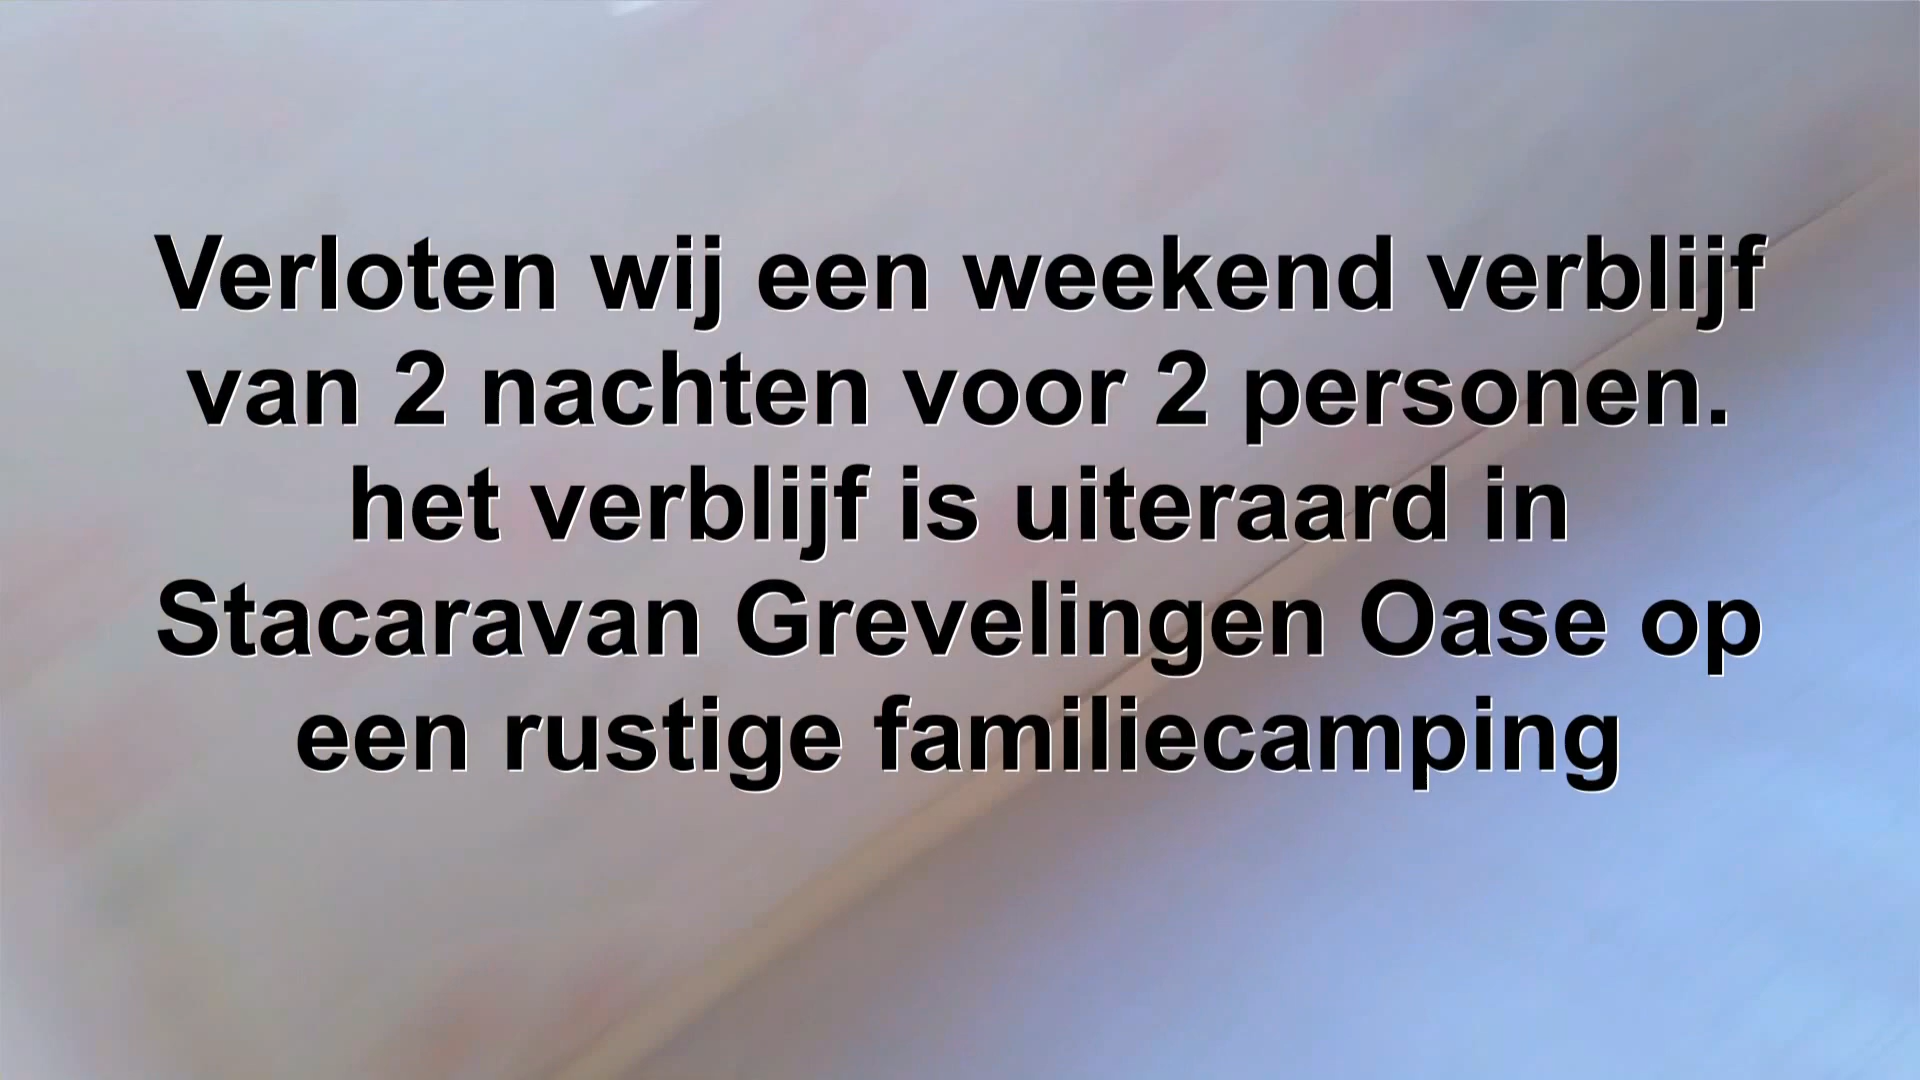 Verloten wij een weekend verblijf
van 2 nachten voor 2 personen.
het verblijf is uiteraard in
Stacaravan Grevelingen Oase op
een rustige familiecamping